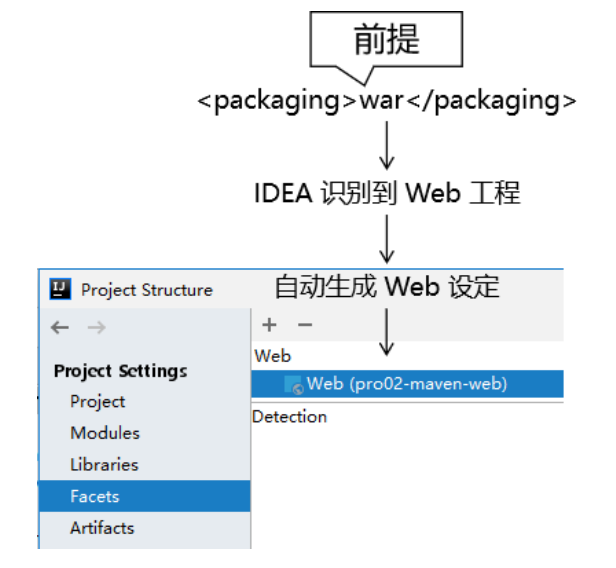 前提
<packaging>war</packaging>
IDEA 识别到 Web 工程
自动生成 Web 设定
IJ
Project Structure
← →
+ −
Project Settings
Project
Modules
Libraries
Facets
Artifacts
Web
Web (pro02-maven-web)
Detection